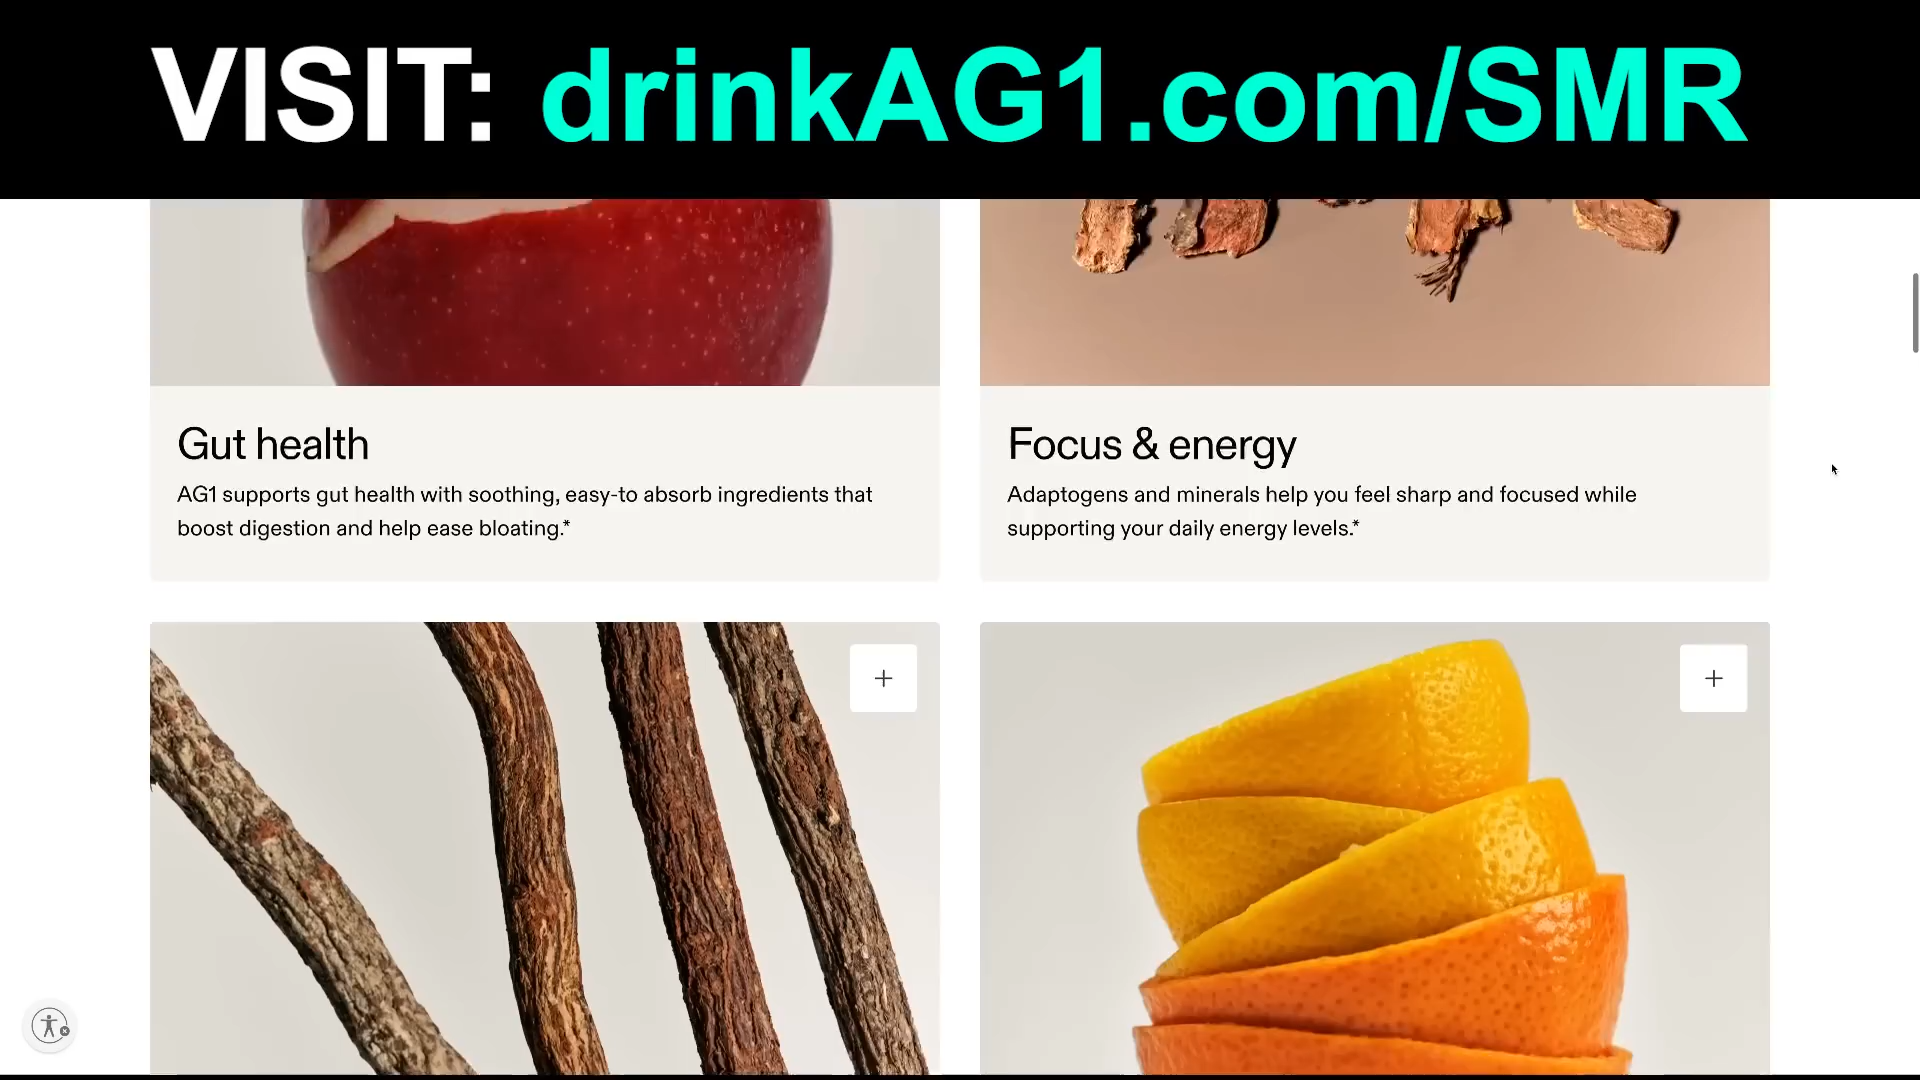 VISIT: drinkAG1.com/SMR
Gut health
AG1 supports gut health with soothing, easy-to absorb ingredients that
boost digestion and help ease bloating.*
Focus & energy
Adaptogens and minerals help you feel sharp and focused while
supporting your daily energy levels.*